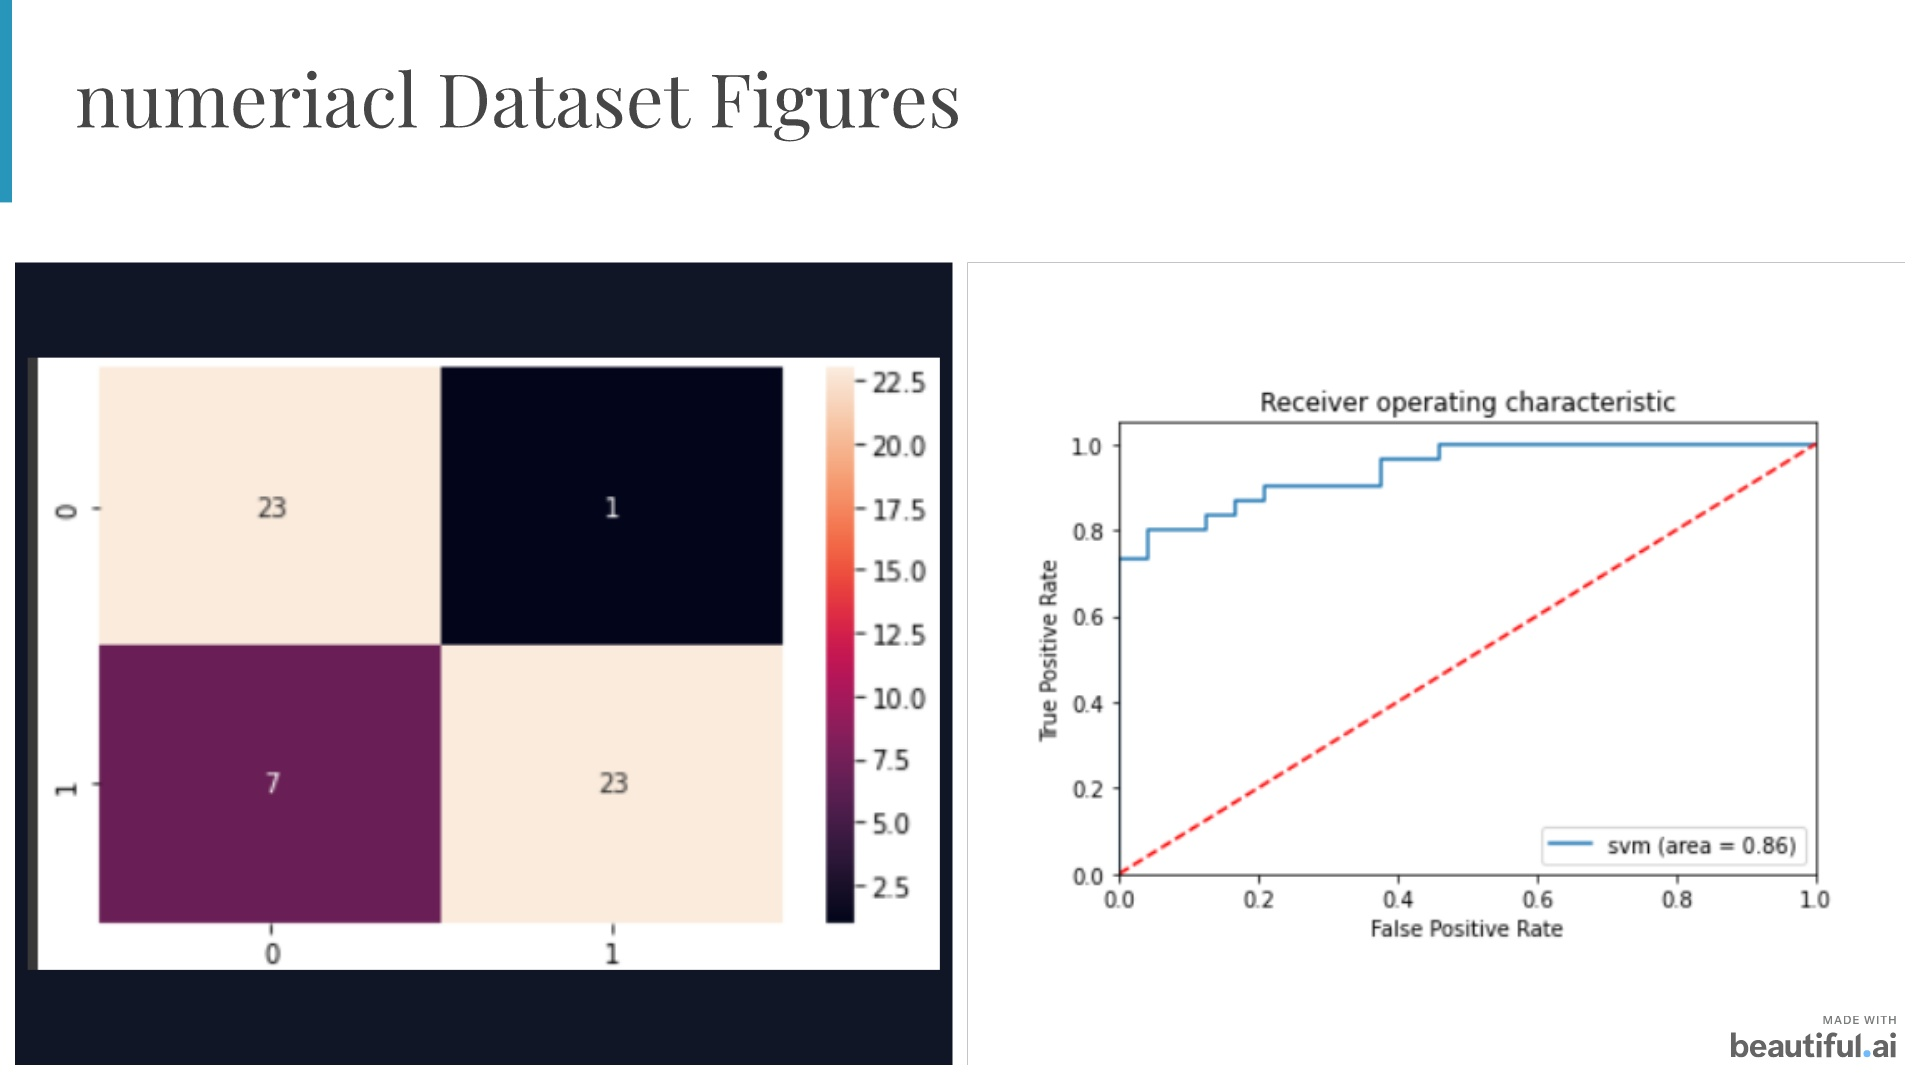 numeriacl Dataset Figures
0
1
23
1
7
23
0
1
22.5
20.0
17.5
15.0
12.5
10.0
7.5
5.0
2.5
Receiver operating characteristic
True Positive Rate
1.0
0.8
0.6
0.4
0.2
0.0
svm (area = 0.86)
0.0 0.2 0.4 0.6 0.8 1.0
False Positive Rate
MADE WITH
beautiful.ai